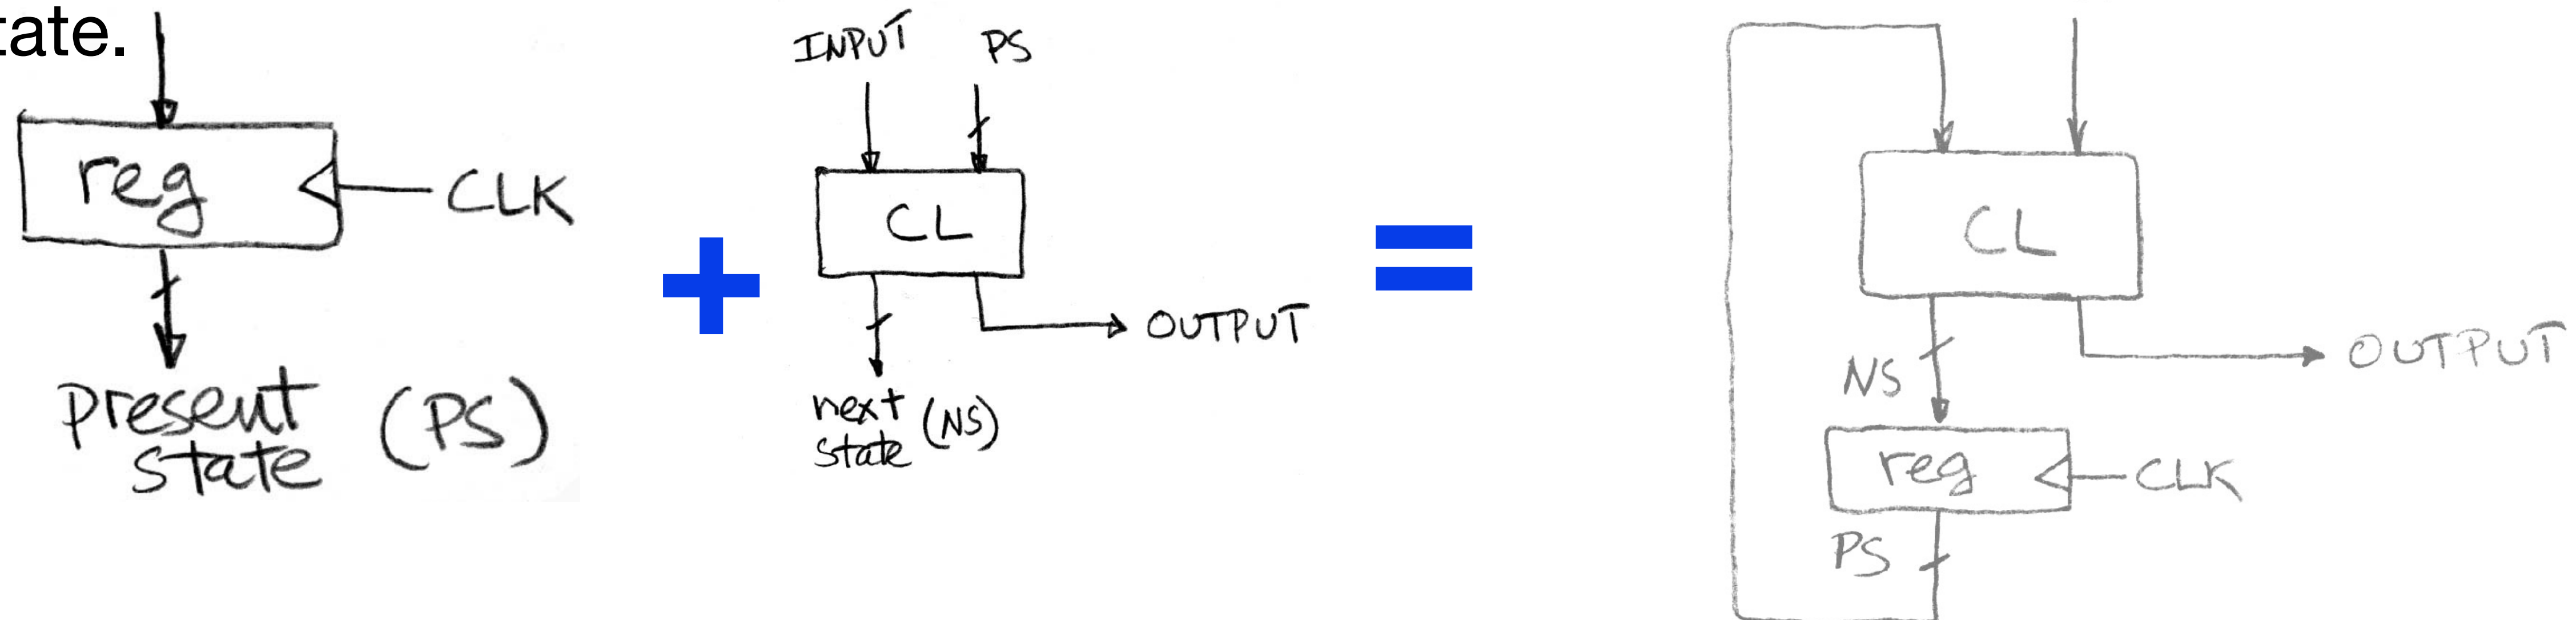 tate.
reg
CLK
present
state
(PS)
+
INPUT PS
CL
OUTPUT
next
state
(NS)
=
CL
OUTPUT
NS
reg
CLK
PS